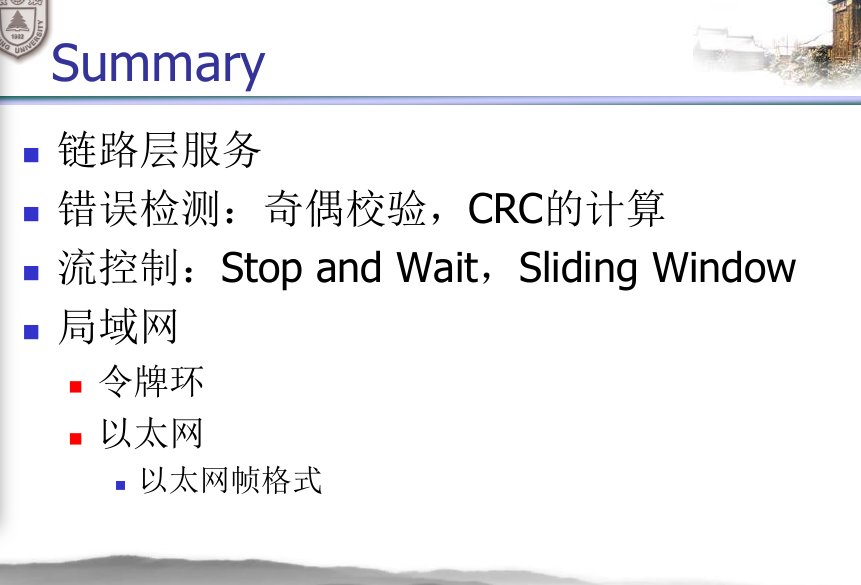 Summary
链路层服务
错误检测：奇偶校验，CRC的计算
流控制：Stop and Wait，Sliding Window
局域网
令牌环
以太网
以太网帧格式